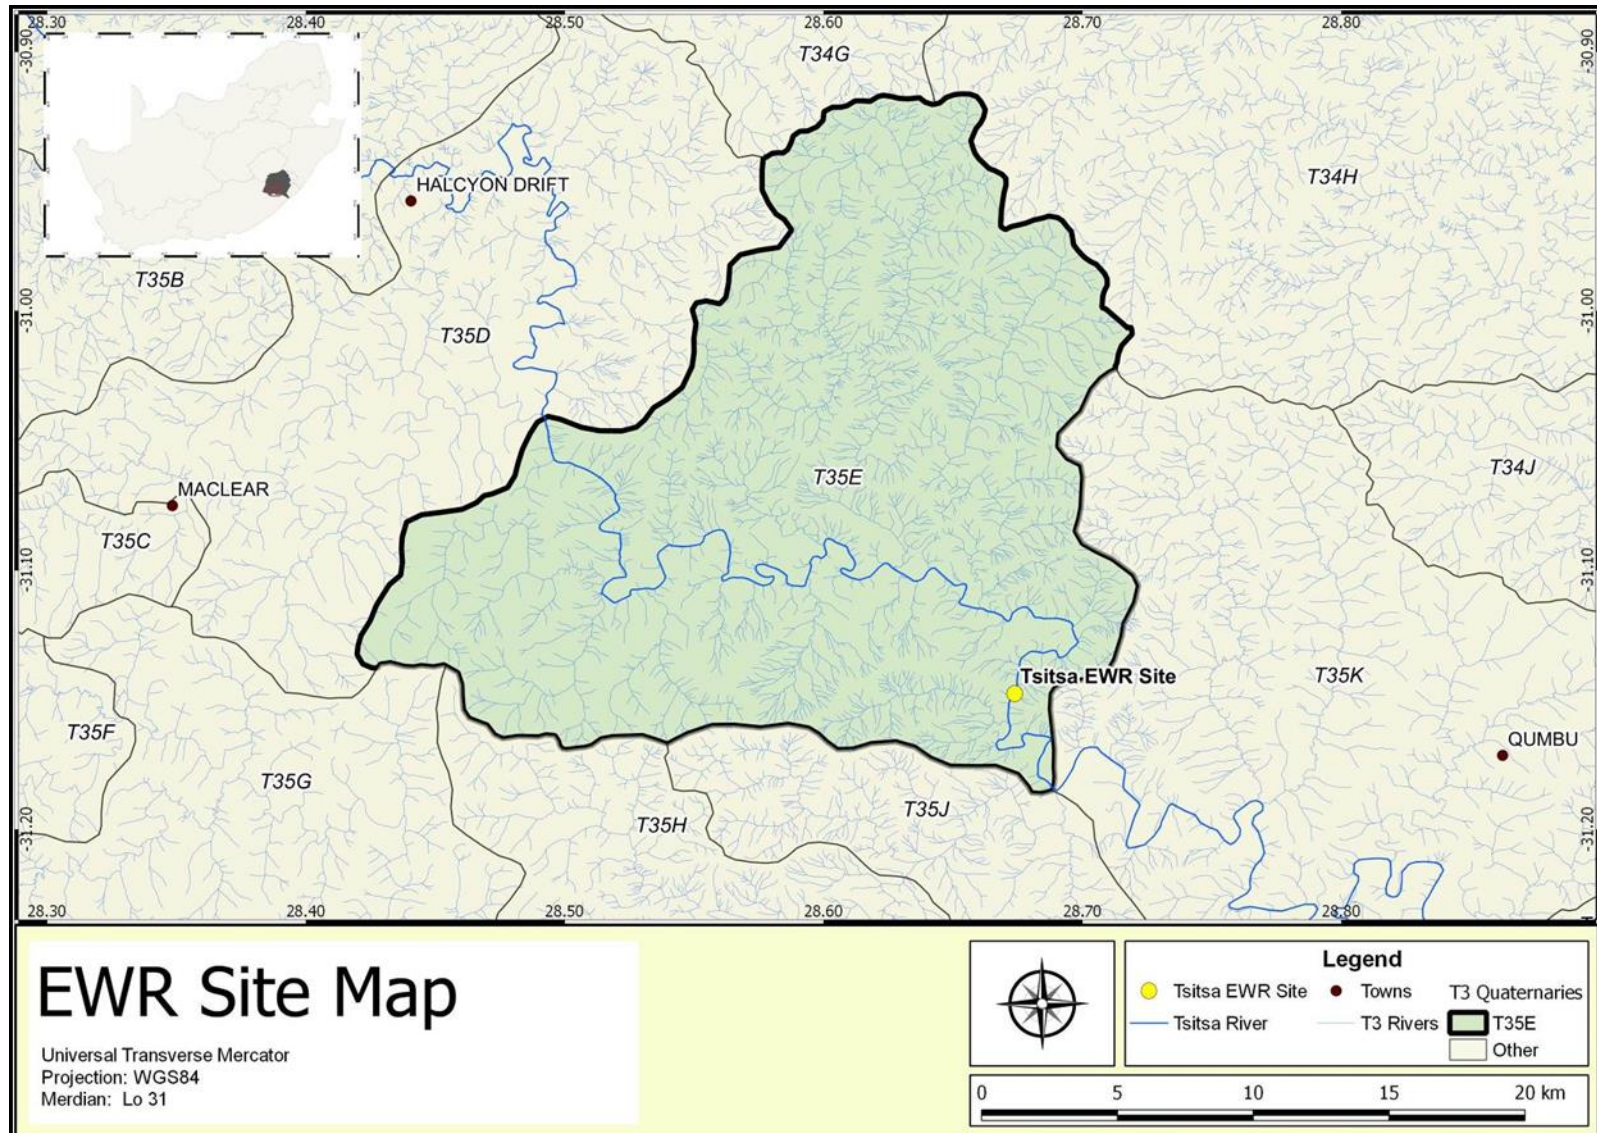 28.30 28.40 28.50 28.60 28.70 28.80
-30.90 -30.90
T34G
HALCYON DRIFT
T34H
T35B
-31.00 -31.00
T35D
T34J
T35E
MACLEAR
T35C
-31.10 -31.10
Tsitsa EWR Site
T35K
T35F
QUMBU
T35G
T35J
T35H
-31.20 -31.20
28.30 28.40 28.50 28.60 28.70 28.80
EWR Site Map
Universal Transverse Mercator
Projection: WGS84
Merdian: Lo 31
Legend
Tsitsa EWR Site Towns T3 Quaternaries
Tsitsa River T3 Rivers T35E
Other
0 5 10 15 20 km